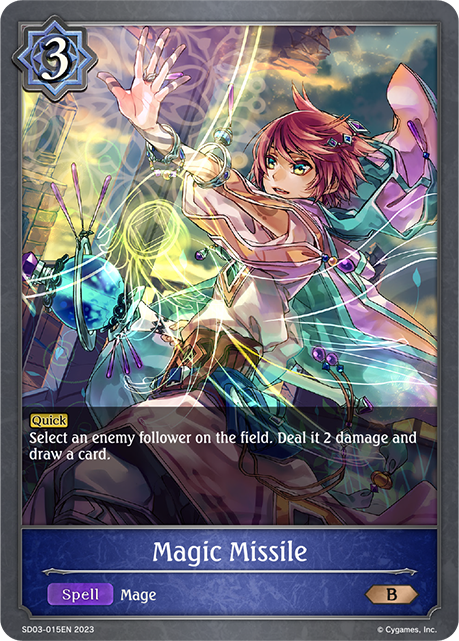 3
Quick
Select an enemy follower on the field. Deal it 2 damage and
draw a card.
Magic Missile
Spell Mage
B
SD03-015EN 2023
© Cygames, Inc.